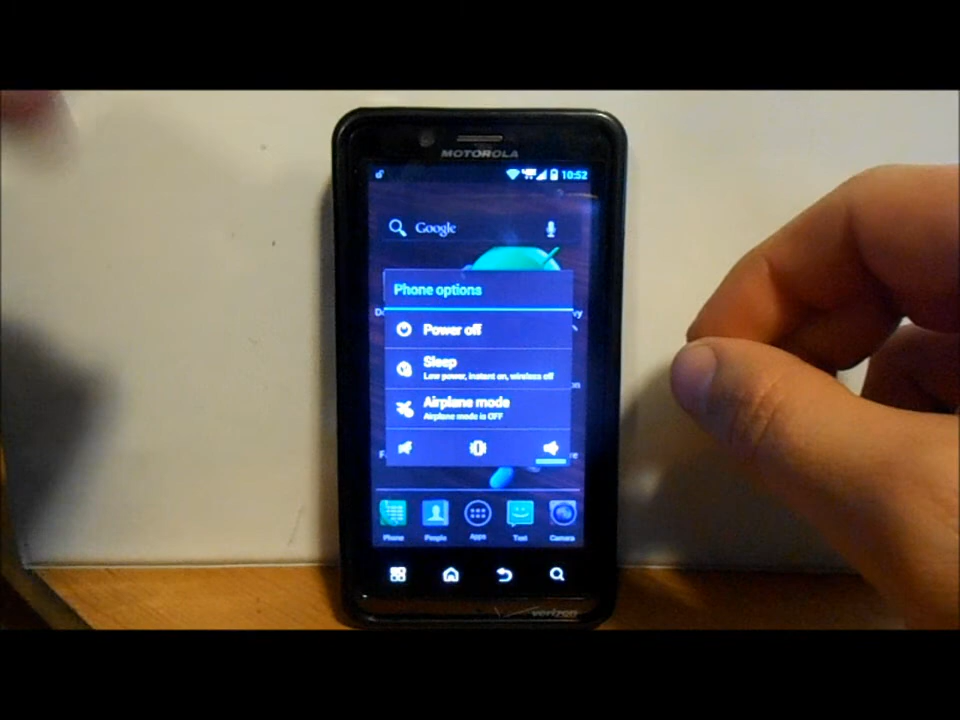 MOTOROLA
10:52
Google
Phone options
Power off
Sleep
Low power, instant on, wireless off
Airplane mode
Airplane mode is OFF
Phone
People
Apps
Text
Camera
verizon